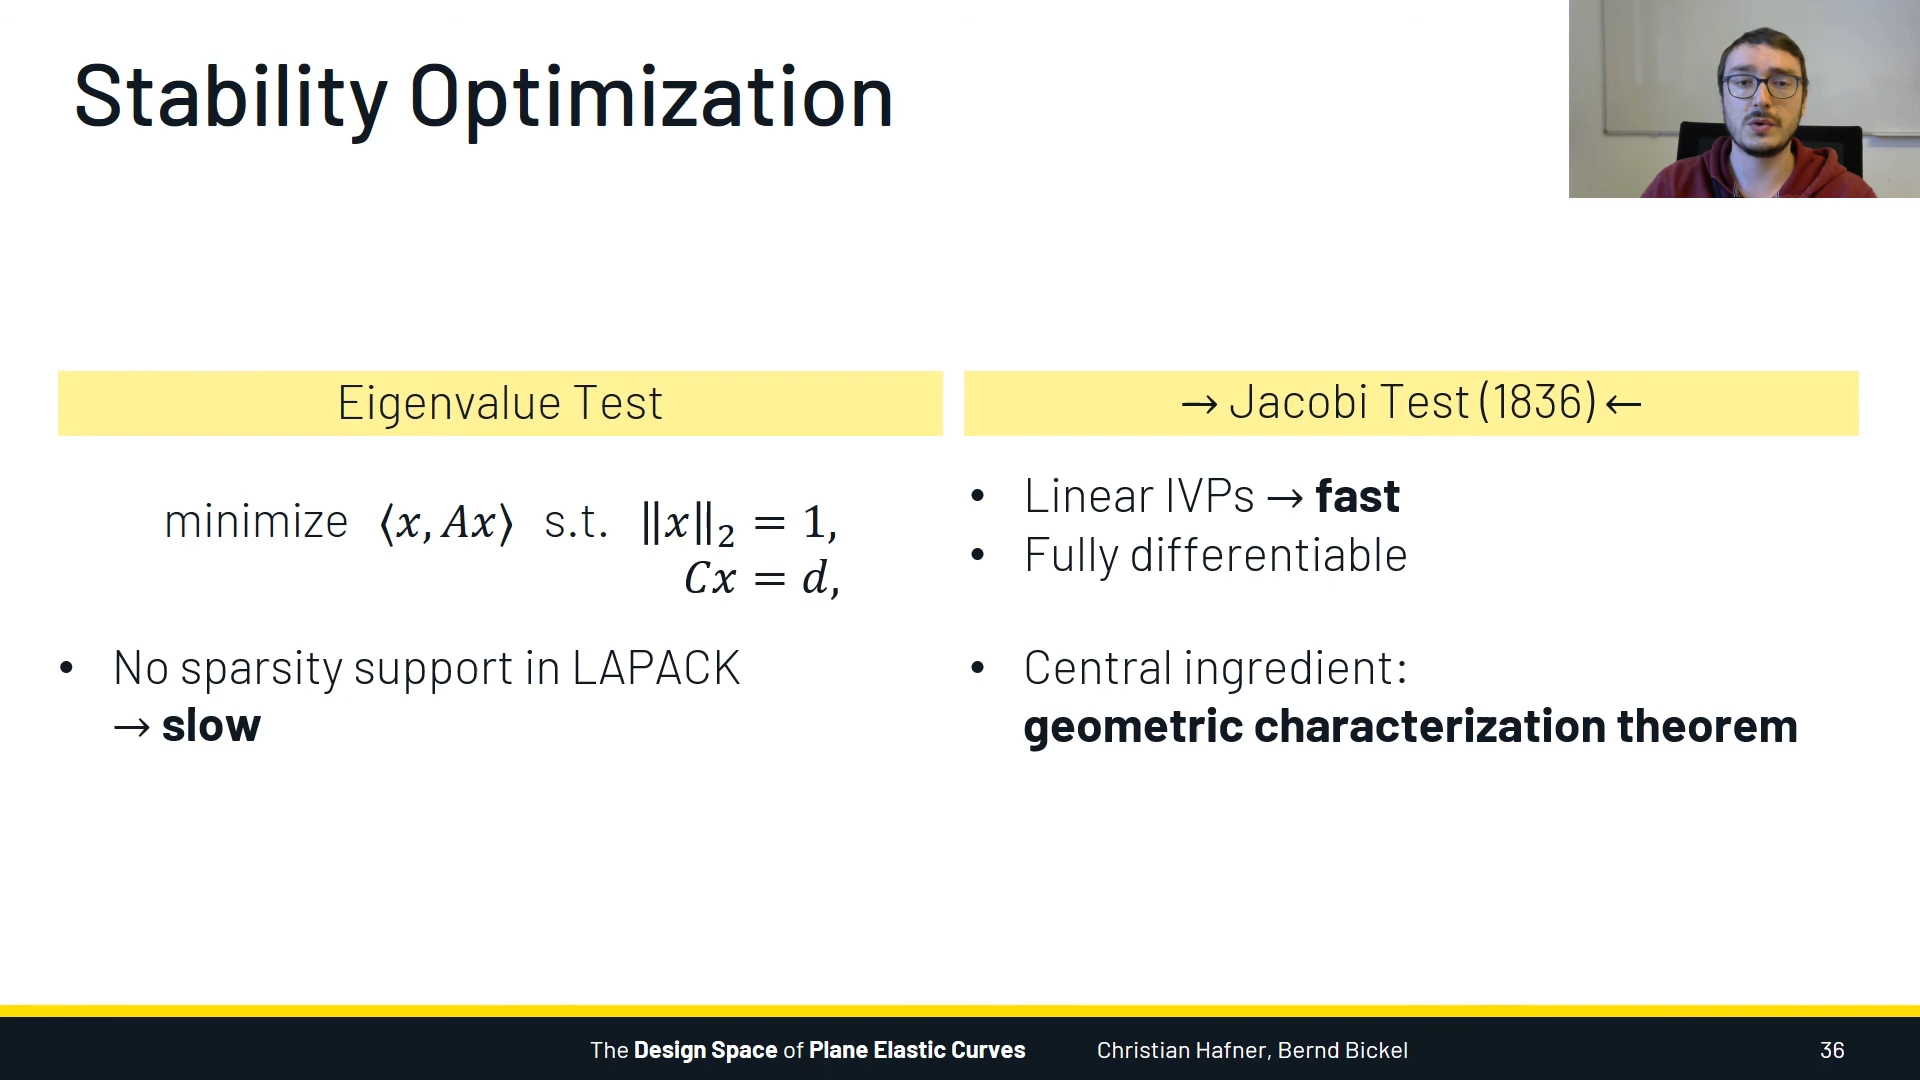 Stability Optimization
Eigenvalue Test
minimize ⟨x, Ax⟩ s.t. ‖x‖₂ = 1,
Cx = d,
• No sparsity support in LAPACK
→ slow
→ Jacobi Test (1836) ←
• Linear IVPs → fast
• Fully differentiable
• Central ingredient:
geometric characterization theorem
The Design Space of Plane Elastic Curves
Christian Hafner, Bernd Bickel
36